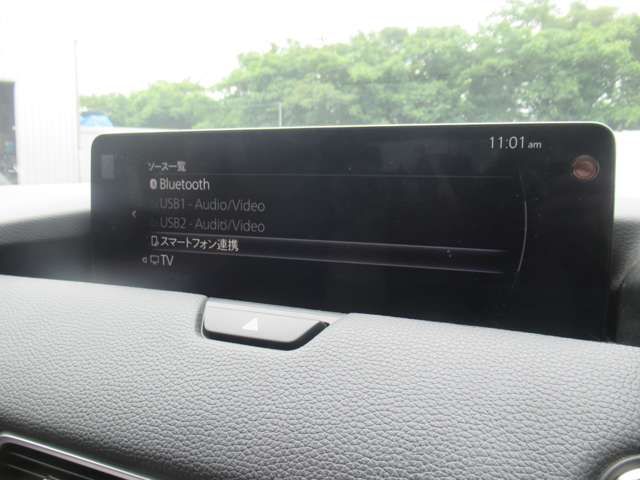 11:01 am
ソース一覧
Bluetooth
USB1 - Audio/Video
USB2 - Audio/Video
スマートフォン連携
TV